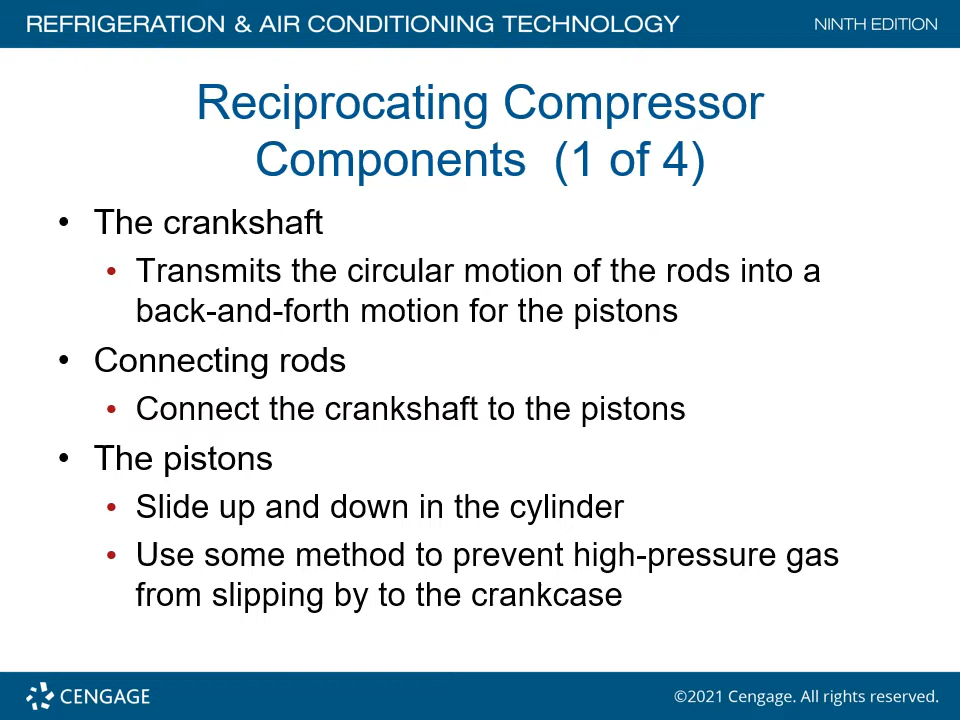 REFRIGERATION & AIR CONDITIONING TECHNOLOGY NINTH EDITION
Reciprocating Compressor
Components (1 of 4)
• The crankshaft
• Transmits the circular motion of the rods into a
back-and-forth motion for the pistons
• Connecting rods
• Connect the crankshaft to the pistons
• The pistons
• Slide up and down in the cylinder
• Use some method to prevent high-pressure gas
from slipping by to the crankcase
CENGAGE ©2021 Cengage. All rights reserved.